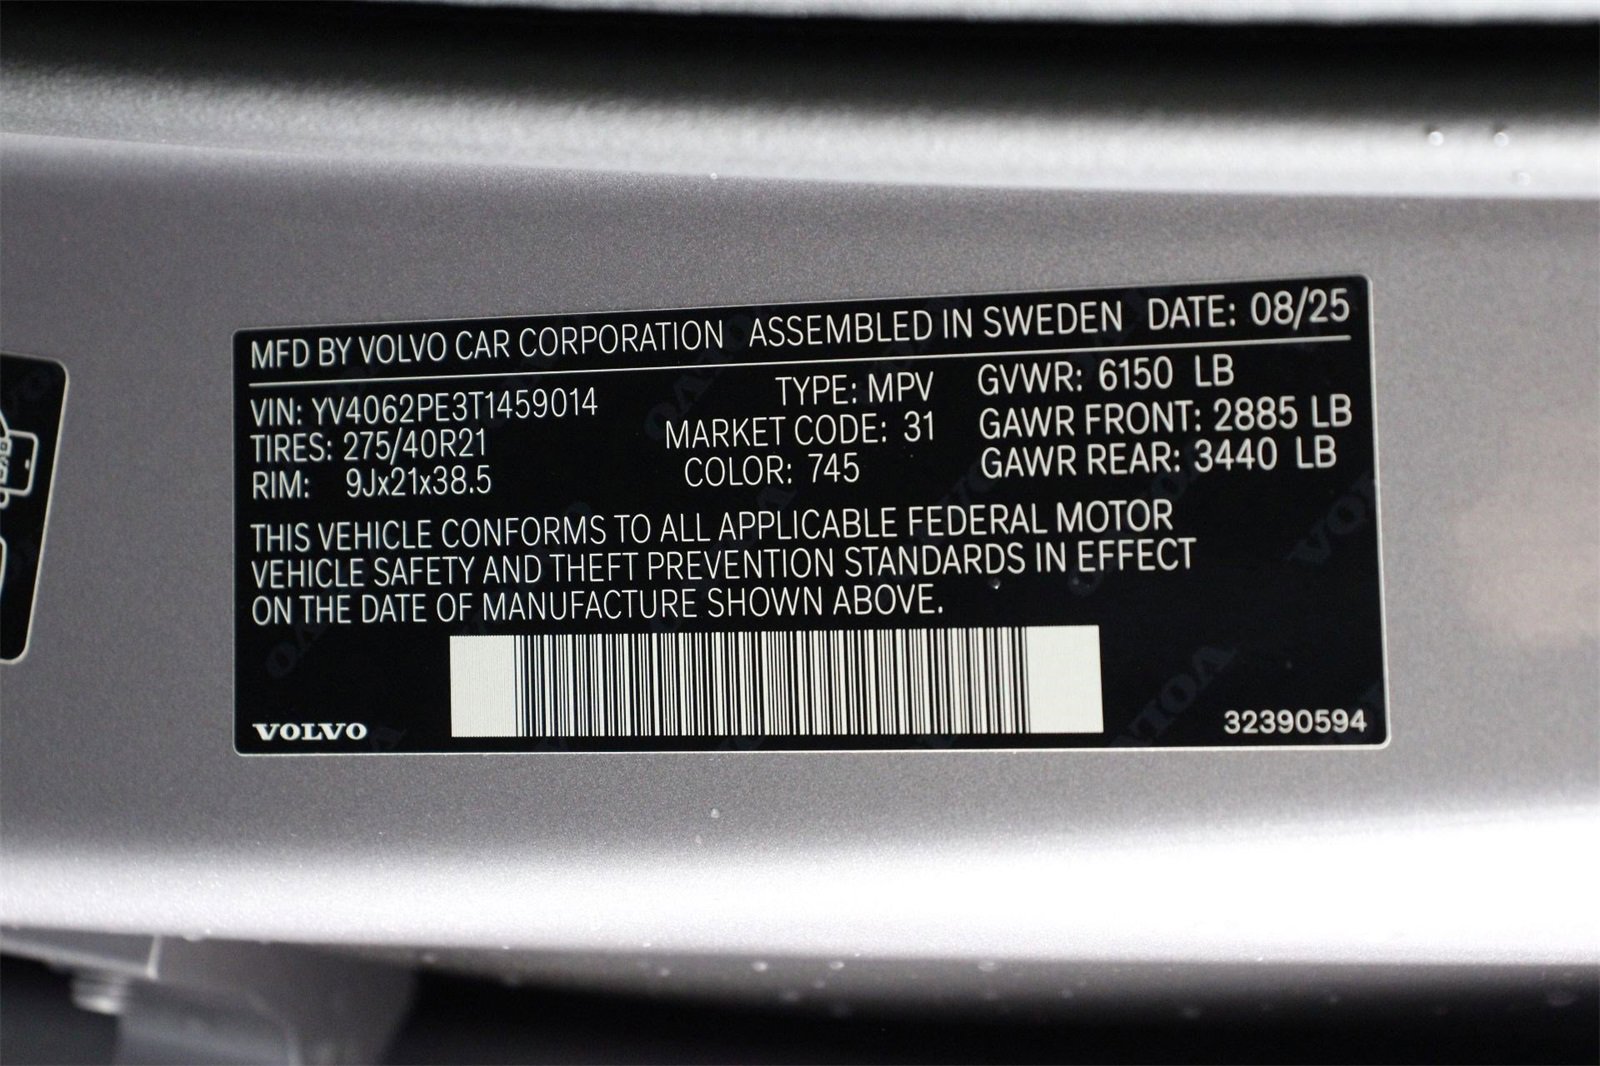 MFD BY VOLVO CAR CORPORATION ASSEMBLED IN SWEDEN DATE: 08/25
VIN: YV4062PE3T1459014 TYPE: MPV GVWR: 6150 LB
TIRES: 275/40R21 MARKET CODE: 31 GAWR FRONT: 2885 LB
RIM: 9Jx21x38.5 COLOR: 745 GAWR REAR: 3440 LB
THIS VEHICLE CONFORMS TO ALL APPLICABLE FEDERAL MOTOR
VEHICLE SAFETY AND THEFT PREVENTION STANDARDS IN EFFECT
ON THE DATE OF MANUFACTURE SHOWN ABOVE.
VOLVO 32390594